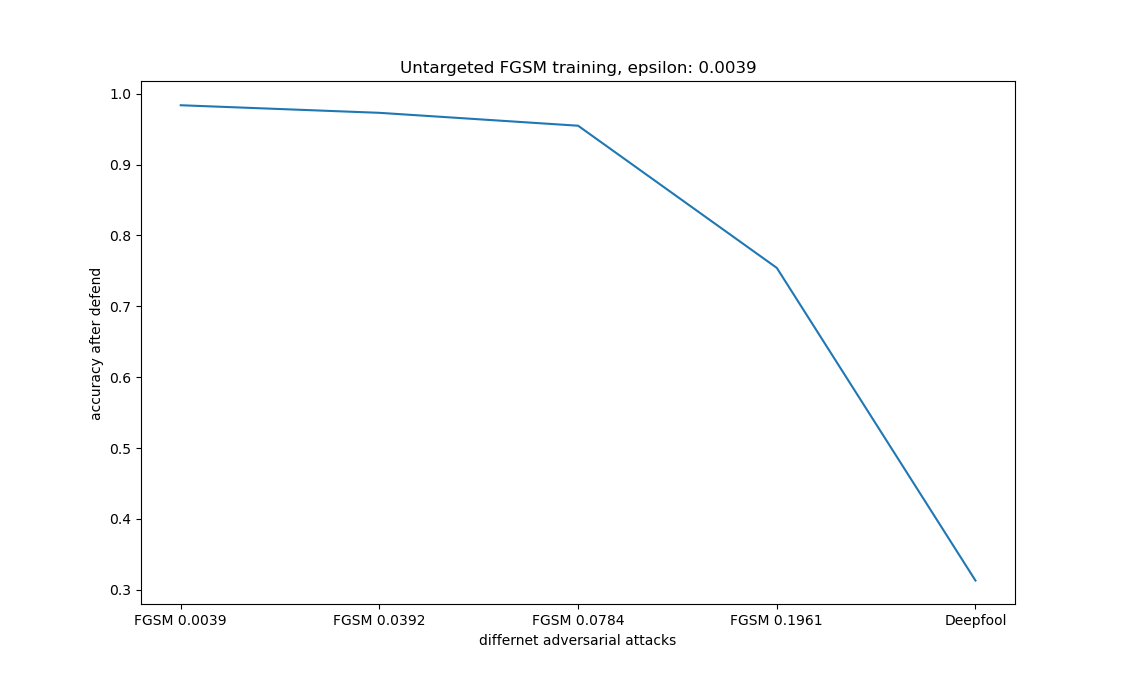 Untargeted FGSM training, epsilon: 0.0039
1.0
0.9
0.8
0.7
0.6
0.5
0.4
0.3
accuracy after defend
FGSM 0.0039 FGSM 0.0392 FGSM 0.0784 FGSM 0.1961 Deepfool
differnet adversarial attacks